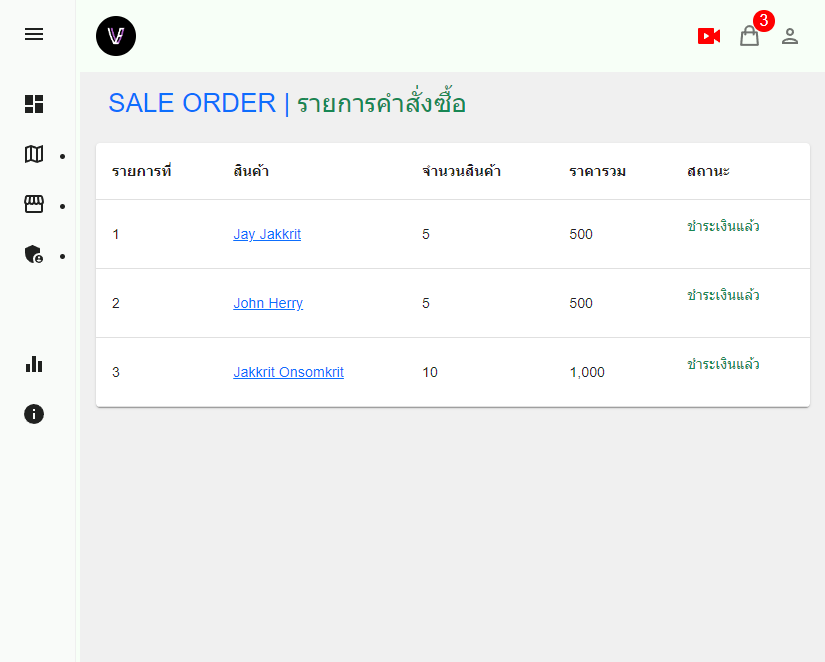 3
SALE ORDER | รายการคำสั่งซื้อ
รายการที่ สินค้า จำนวนสินค้า ราคารวม สถานะ
1 Jay Jakkrit 5 500 ชำระเงินแล้ว
2 John Herry 5 500 ชำระเงินแล้ว
3 Jakkrit Onsomkrit 10 1,000 ชำระเงินแล้ว